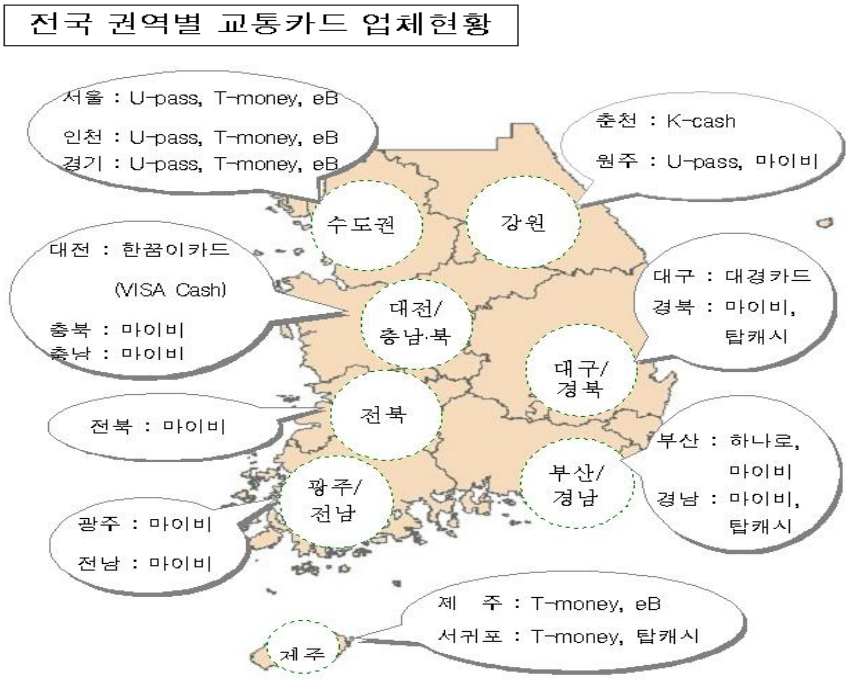 전국 권역별 교통카드 업체현황
서울 : U-pass, T-money, eB
인천 : U-pass, T-money, eB
경기 : U-pass, T-money, eB
춘천 : K-cash
원주 : U-pass, 마이비
수도권
강원
대전 : 한꿈이카드
(VISA Cash)
충북 : 마이비
충남 : 마이비
대전/
충남·북
대구 : 대경카드
경북 : 마이비,
탑캐시
대구/
경북
전북 : 마이비
전북
부산 : 하나로,
마이비
경남 : 마이비,
탑캐시
부산/
경남
광주/
전남
광주 : 마이비
전남 : 마이비
제 주 : T-money, eB
서귀포 : T-money, 탑캐시
제주